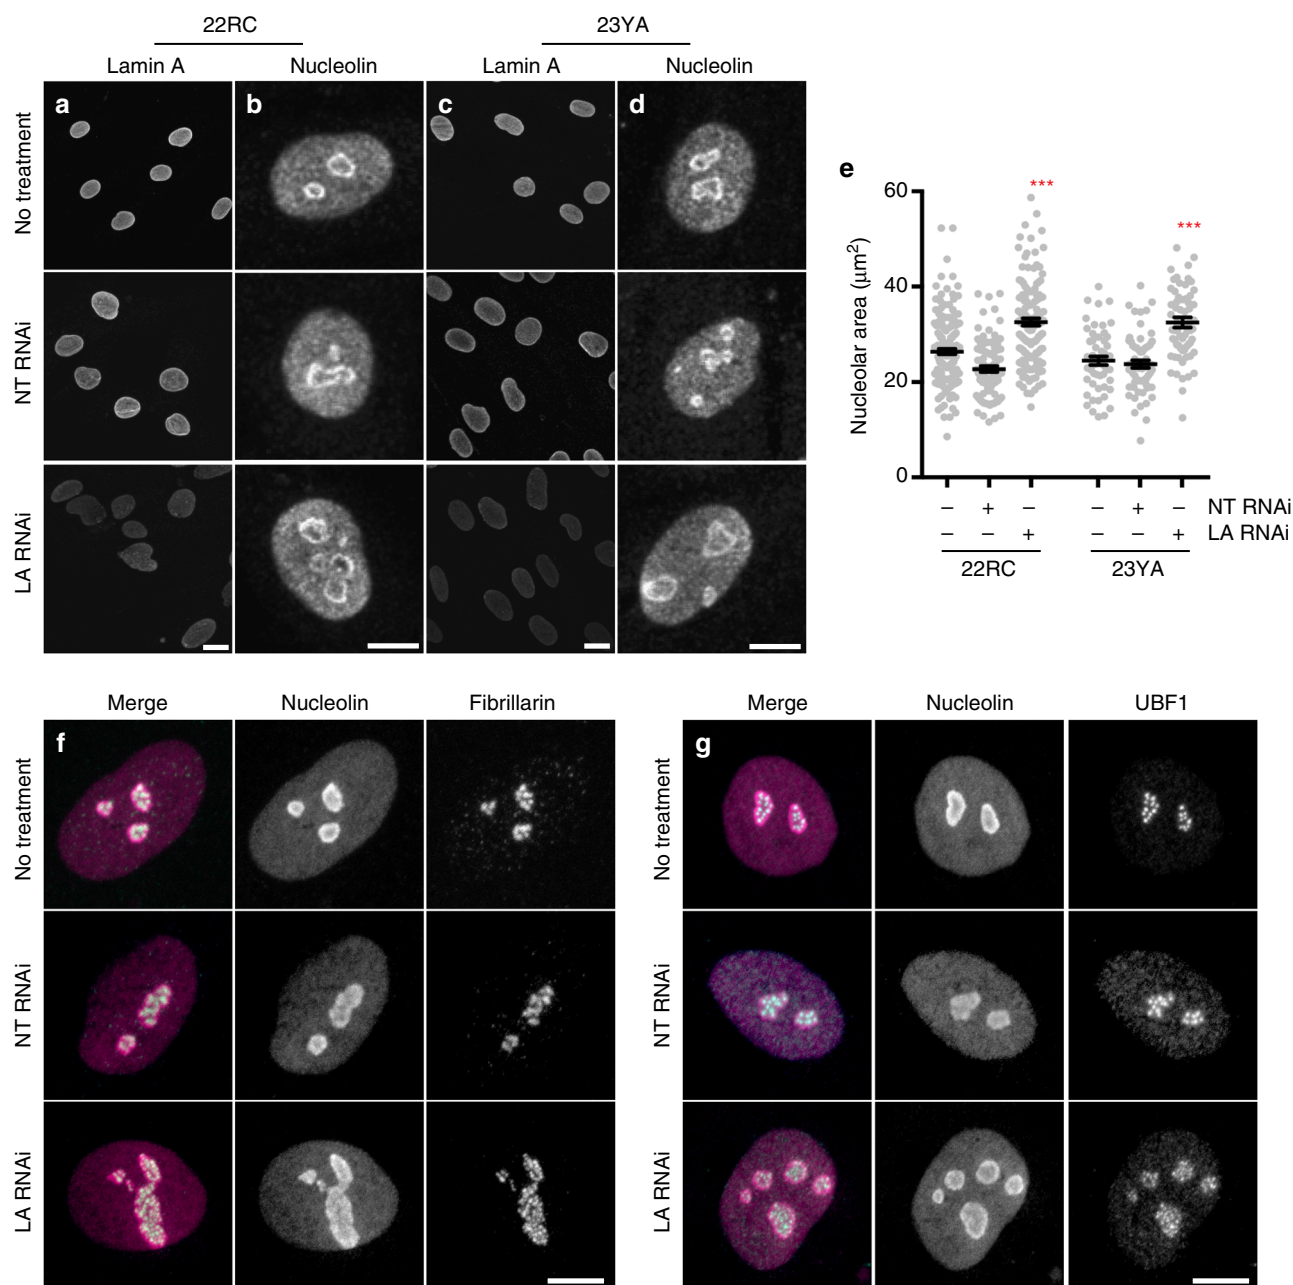 22RC 23YA
Lamin A Nucleolin Lamin A Nucleolin
No treatment
NT RNAi
LA RNAi
a b c d
e
Nucleolar area (μm²)
60
40
20
0
*** ***
– + – – + – NT RNAi
– – + – – + LA RNAi
22RC 23YA
Merge Nucleolin Fibrillarin
f
No treatment
NT RNAi
LA RNAi
Merge Nucleolin UBF1
g
No treatment
NT RNAi
LA RNAi